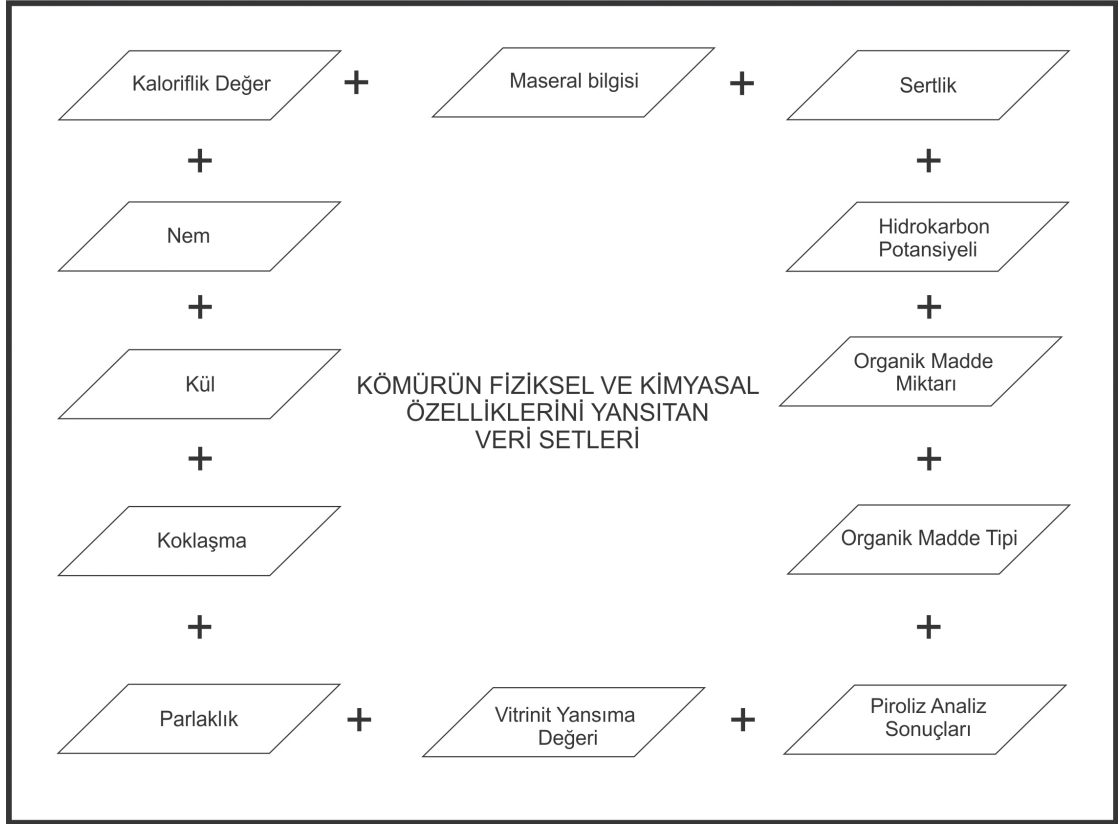 Kaloriflik Değer
+
Maseral bilgisi
+
Sertlik
+
+
Nem
Hidrokarbon
Potansiyeli
+
+
Kül
KÖMÜRÜN FİZİKSEL VE KİMYASAL
ÖZELLİKLERİNİ YANSITAN
VERİ SETLERİ
Organik Madde
Miktarı
+
+
Koklaşma
Organik Madde Tipi
+
+
Parlaklık
+
Vitrinit Yansıma
Değeri
+
Piroliz Analiz
Sonuçları